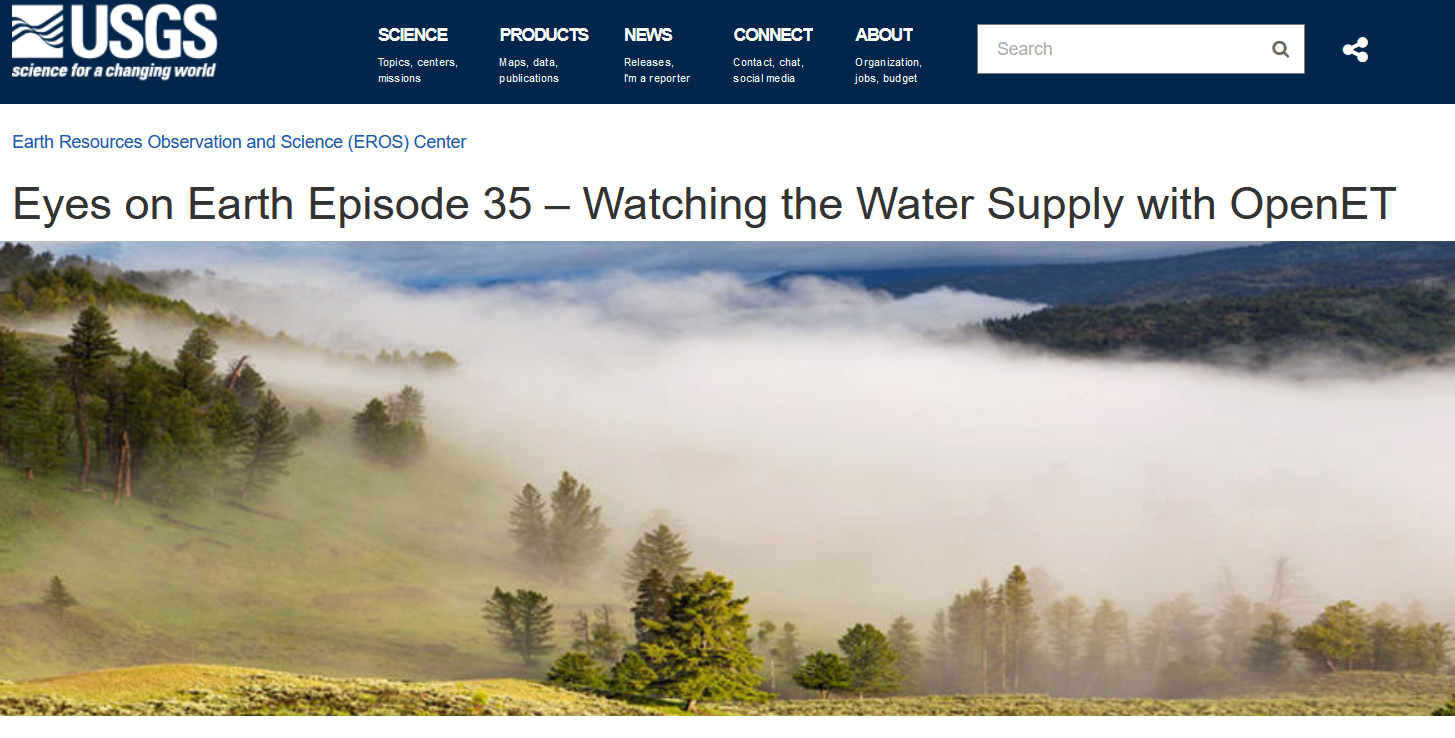 USGS
science for a changing world
SCIENCE
Topics, centers,
missions
PRODUCTS
Maps, data,
publications
NEWS
Releases,
I'm a reporter
CONNECT
Contact, chat,
social media
ABOUT
Organization,
jobs, budget
Search
Earth Resources Observation and Science (EROS) Center
Eyes on Earth Episode 35 – Watching the Water Supply with OpenET